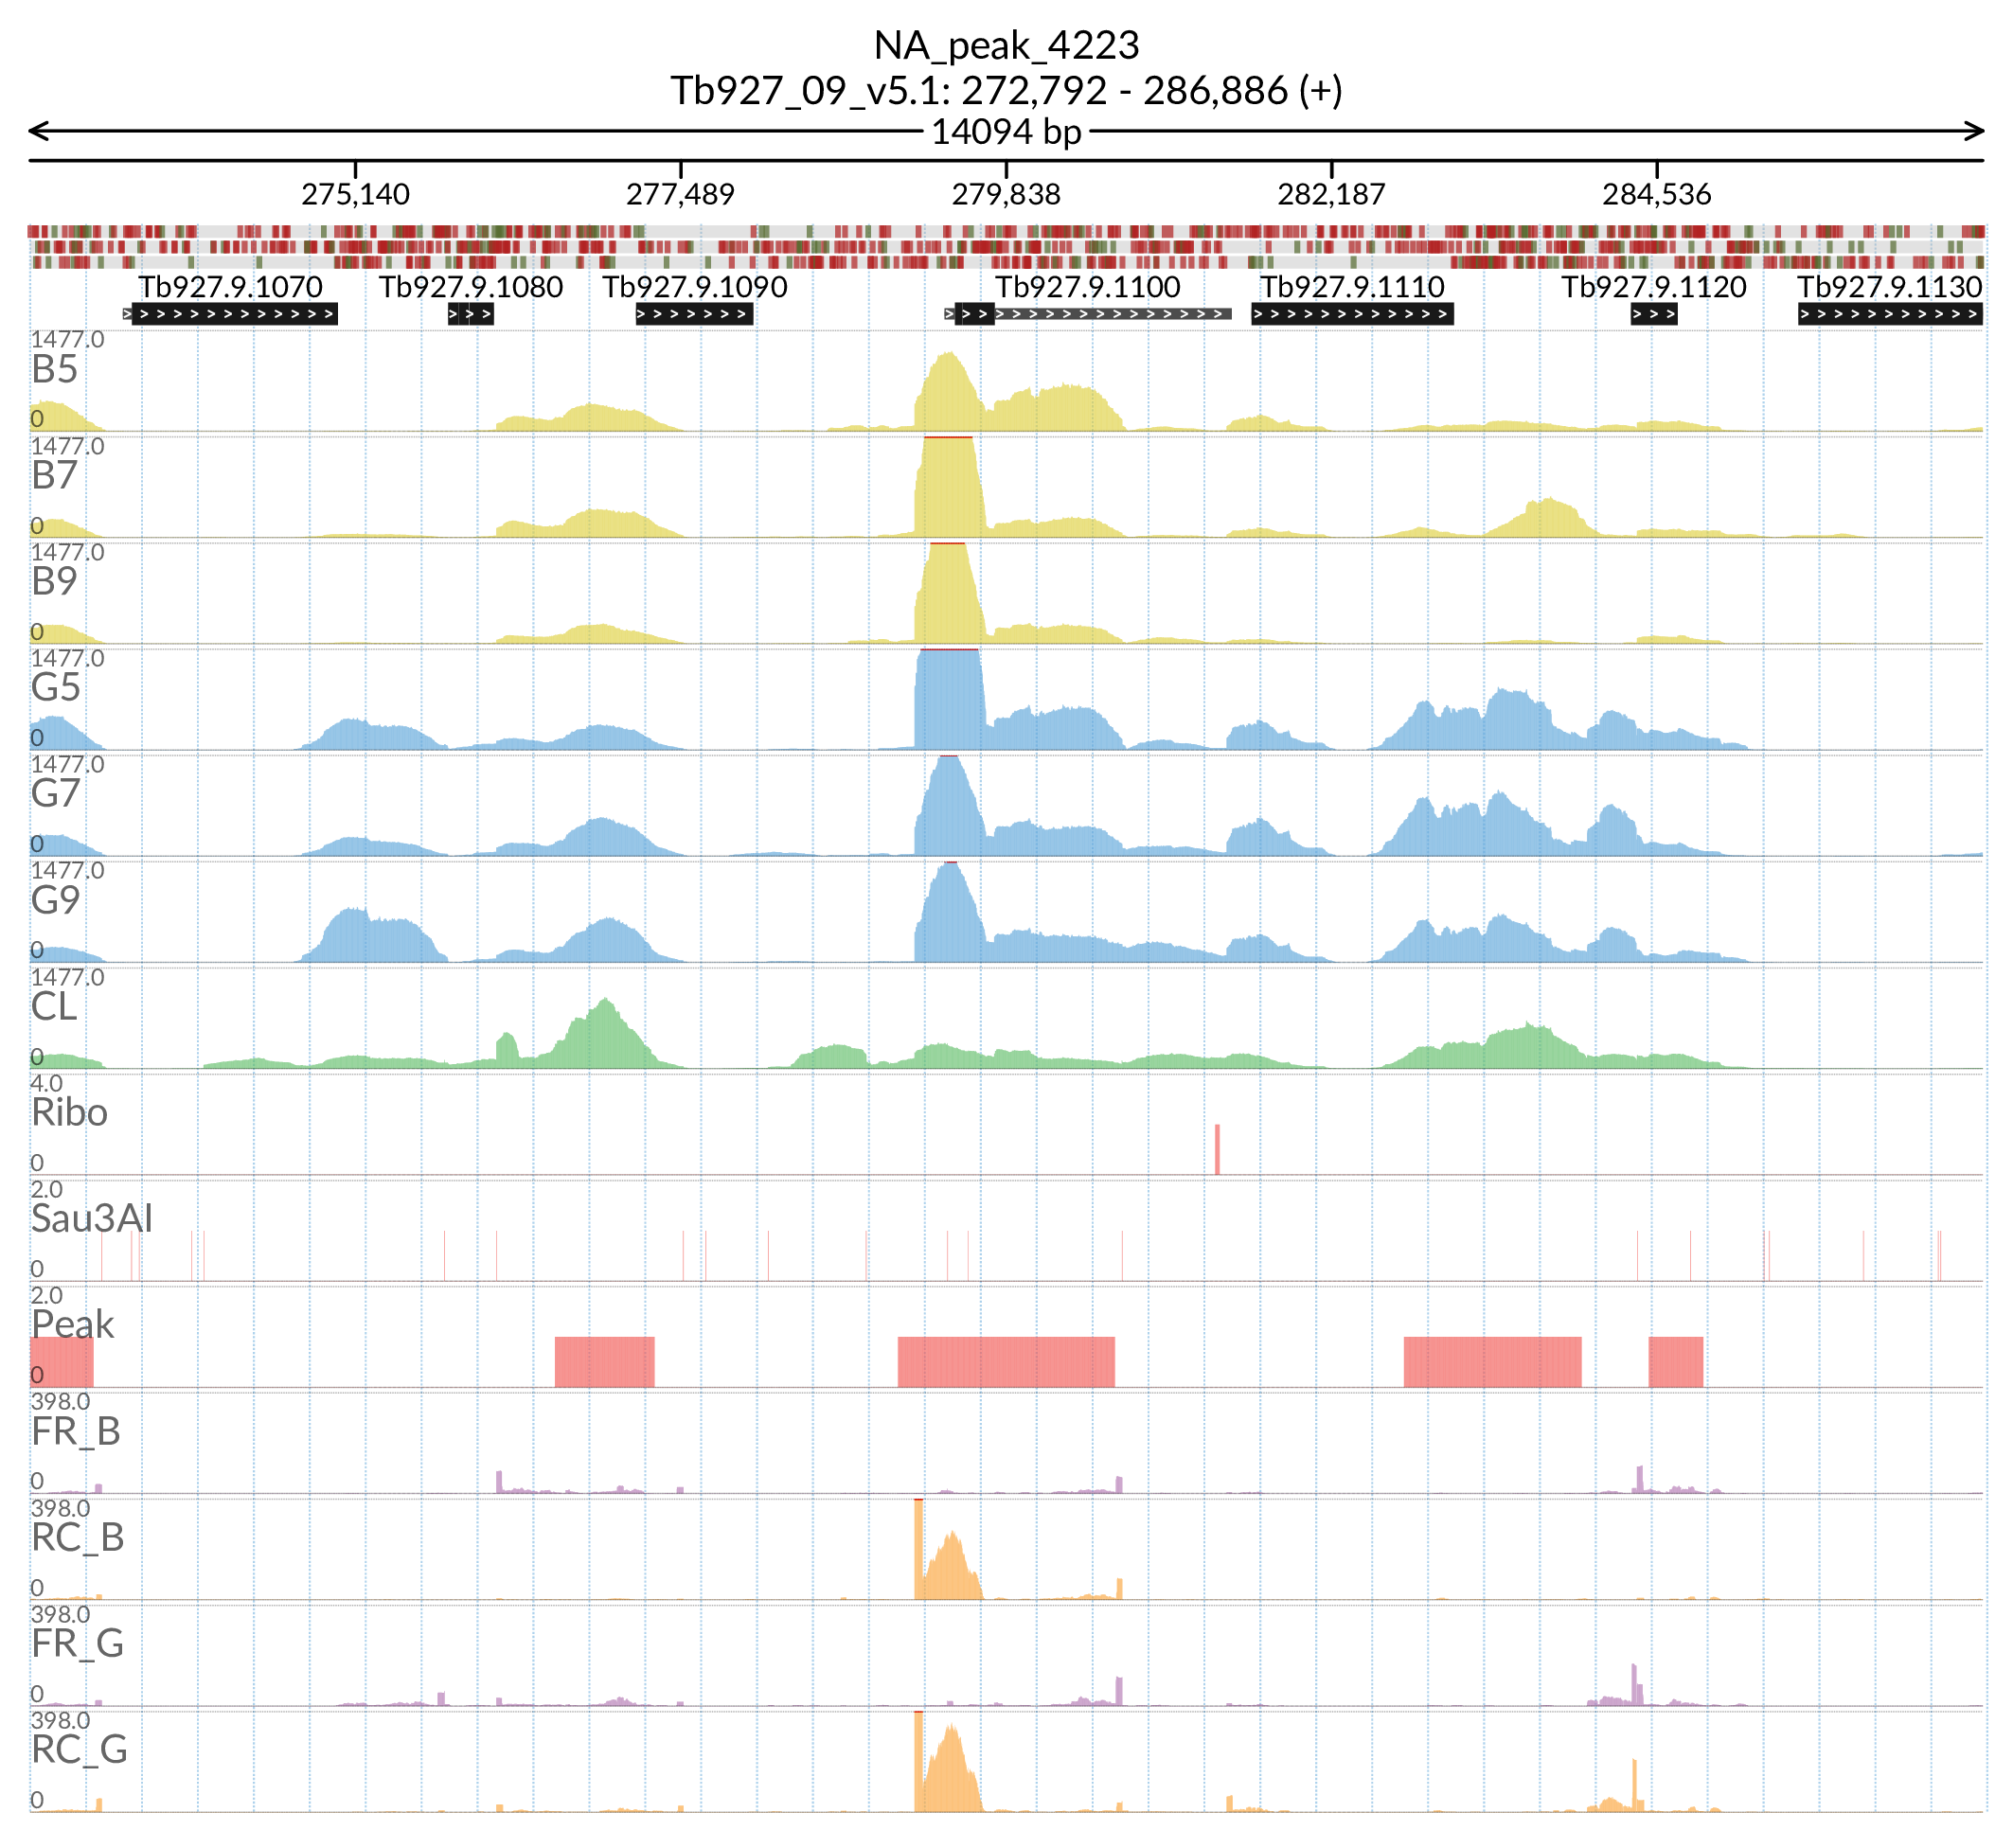 NA_peak_4223
Tb927_09_v5.1: 272,792 - 286,886 (+)
14094 bp
275,140 277,489 279,838 282,187 284,536
Tb927.9.1070 Tb927.9.1080 Tb927.9.1090 Tb927.9.1100 Tb927.9.1110 Tb927.9.1120 Tb927.9.1130
1477.0
B5
0
1477.0
B7
0
1477.0
B9
0
1477.0
G5
0
1477.0
G7
0
1477.0
G9
0
1477.0
CL
0
4.0
Ribo
0
2.0
Sau3AI
0
2.0
Peak
0
398.0
FR_B
0
398.0
RC_B
0
398.0
FR_G
0
398.0
RC_G
0